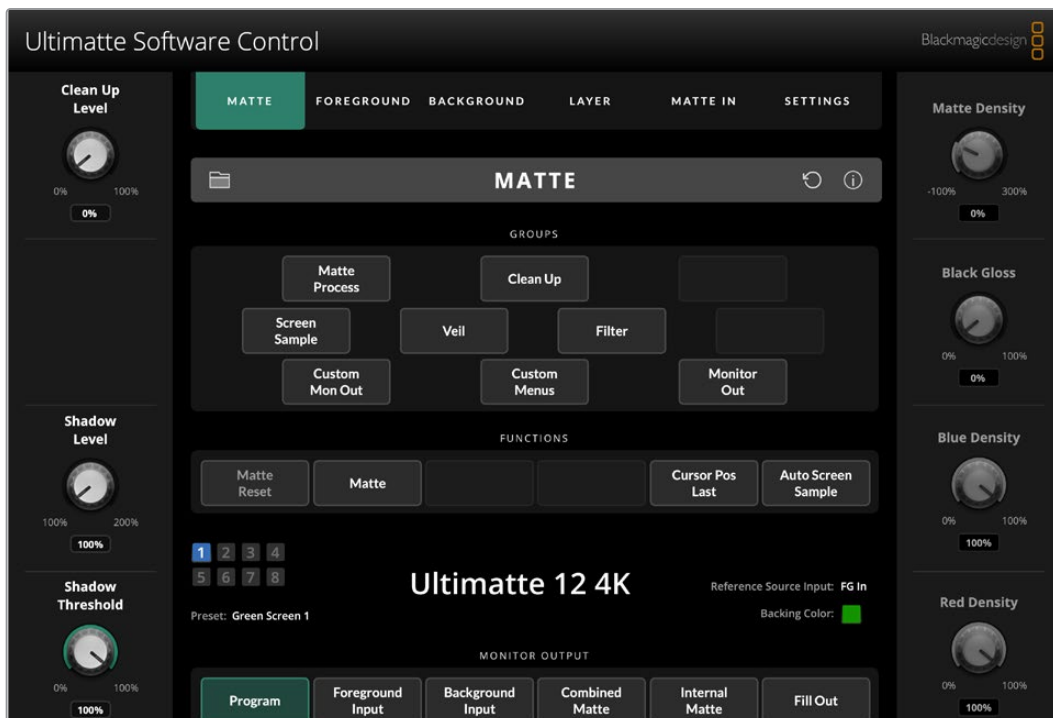 Ultimatte Software Control
Blackmagicdesign
Clean Up
Level
0% 100%
0%
Shadow
Level
100% 200%
100%
Shadow
Threshold
0% 100%
100%
MATTE FOREGROUND BACKGROUND LAYER MATTE IN SETTINGS
MATTE
GROUPS
Matte
Process
Clean Up
Screen
Sample
Veil
Filter
Custom
Mon Out
Custom
Menus
Monitor
Out
FUNCTIONS
Matte
Reset
Matte
Cursor Pos
Last
Auto Screen
Sample
1 2 3 4
5 6 7 8
Preset: Green Screen 1
Ultimatte 12 4K
Reference Source Input: FG In
Backing Color:
MONITOR OUTPUT
Program
Foreground
Input
Background
Input
Combined
Matte
Internal
Matte
Fill Out
Matte Density
-100% 300%
0%
Black Gloss
0% 100%
0%
Blue Density
0% 100%
100%
Red Density
0% 100%
100%